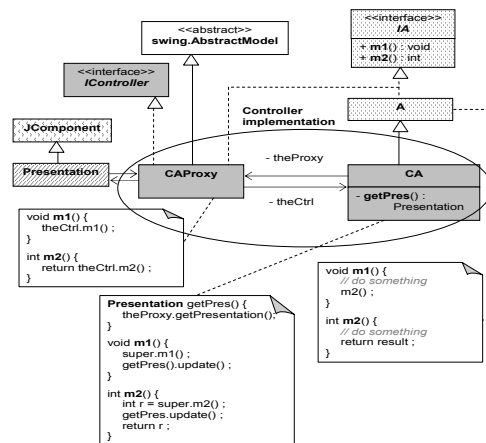 <<abstract>>
swing.AbstractModel
<<interface>>
IA
+ m1() : void
+ m2() : int
<<interface>>
IController
A
Controller
implementation
JComponent
Presentation
CAProxy
- theProxy
- theCtrl
CA
- getPres() :
Presentation
void m1() {
theCtrl.m1() ;
}
int m2() {
return theCtrl.m2() ;
}
Presentation getPres() {
theProxy.getPresentation();
}
void m1() {
super.m1() ;
getPres().update() ;
}
int m2() {
int r = super.m2() ;
getPres.update() ;
return r ;
}
void m1() {
// do something
m2() ;
}
int m2() {
// do something
return result ;
}